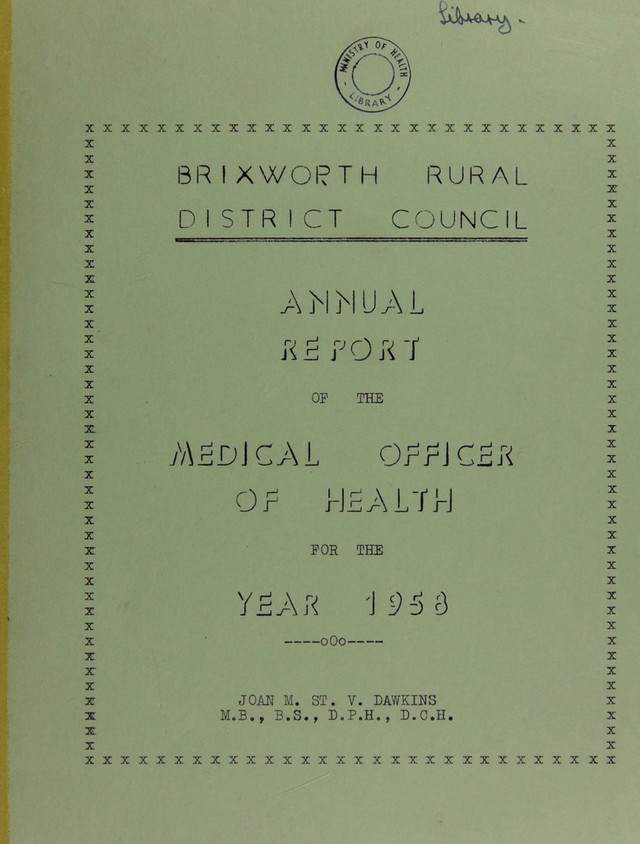 Library.
MINISTRY OF HEALTH
LIBRARY
x x x x x x x x x x x x x x x x x x x x x x x x x x x x x x
BRIXWORTH RURAL
DISTRICT COUNCIL
ANNUAL
REPORT
OF THE
MEDICAL OFFICER
OF HEALTH
FOR THE
YEAR 1958
----oOo----
JOAN M. ST. V. DAWKINS
M.B., B.S., D.P.H., D.C.H.
x x x x x x x x x x x x x x x x x x x x x x x x x x x x x x